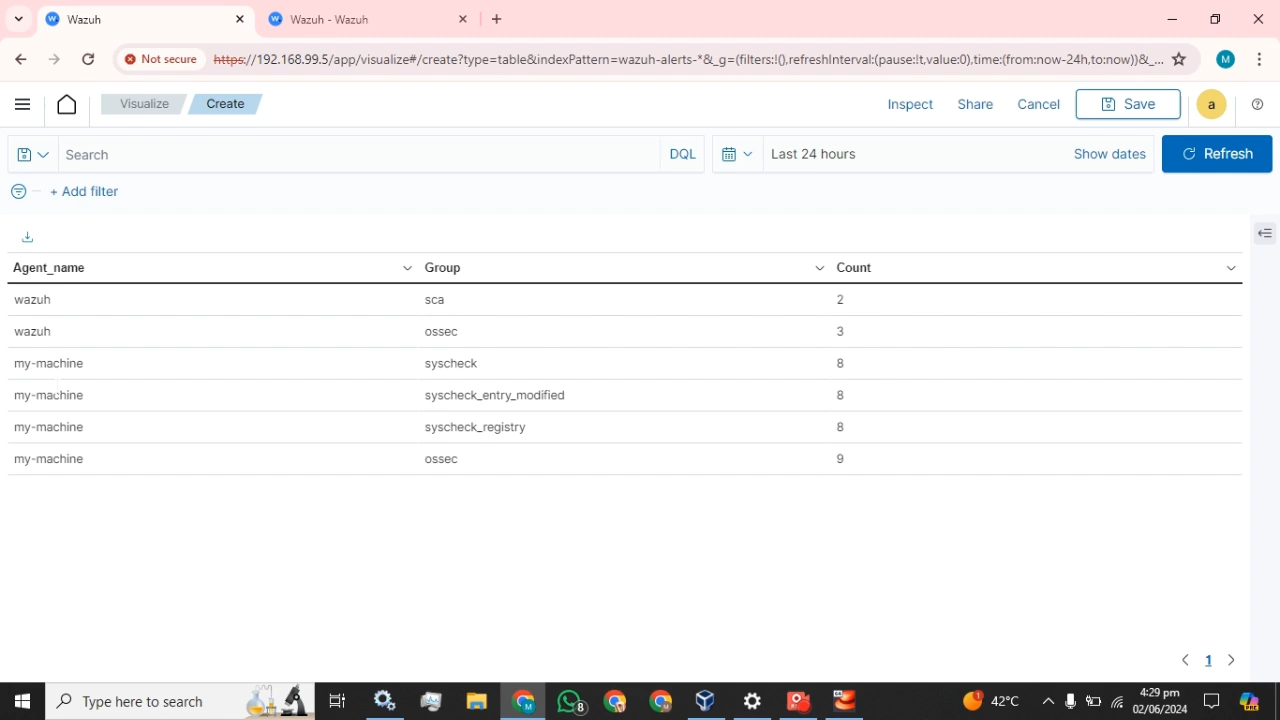 Wazuh
Wazuh - Wazuh
Not secure https://192.168.99.5/app/visualize#/create?type=table&indexPattern=wazuh-alerts-*&_g=(filters:!(),refreshInterval:(pause:!t,value:0),time:(from:now-24h,to:now))&_...
M
Visualize Create Inspect Share Cancel Save a
Search DQL Last 24 hours Show dates Refresh
+ Add filter
Agent_name Group Count
wazuh sca 2
wazuh ossec 3
my-machine syscheck 8
my-machine syscheck_entry_modified 8
my-machine syscheck_registry 8
my-machine ossec 9
1
Type here to search
8
1
42°C
4:29 pm
02/06/2024